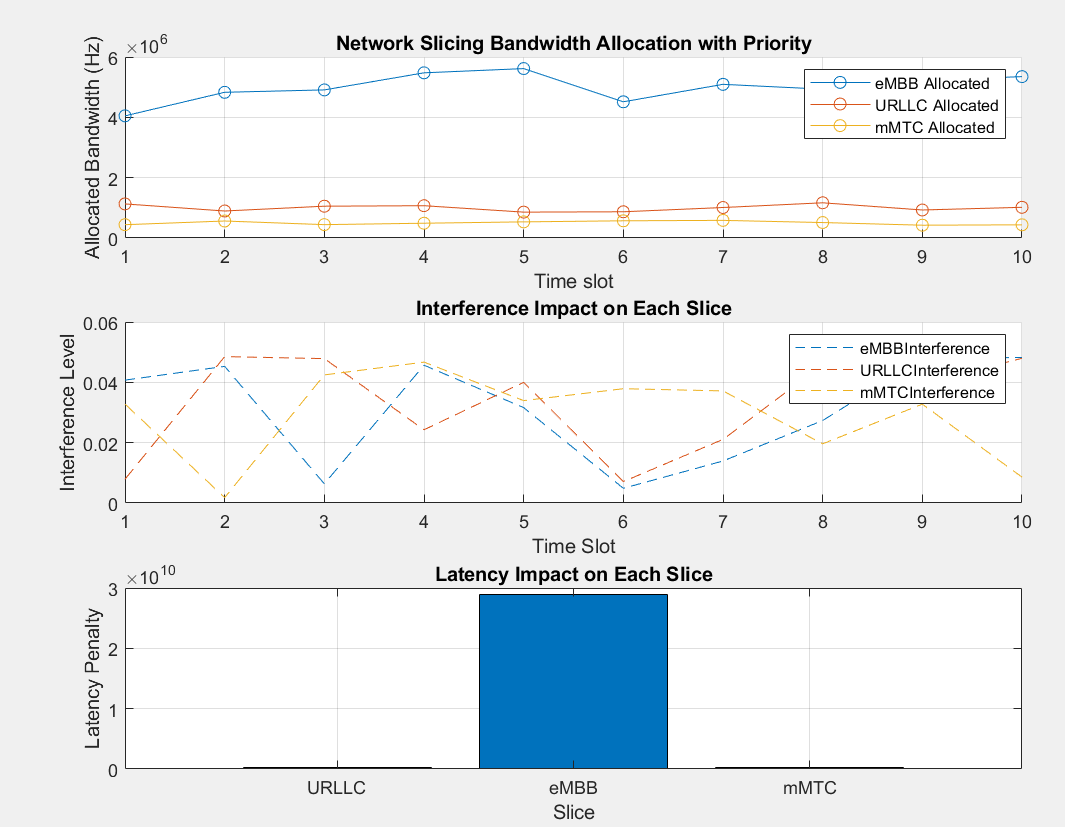 Network Slicing Bandwidth Allocation with Priority
×10^6
Allocated Bandwidth (Hz)
6
4
2
0
eMBB Allocated
URLLC Allocated
mMTC Allocated
1 2 3 4 5 6 7 8 9 10
Time slot
Interference Impact on Each Slice
Interference Level
0.06
0.04
0.02
0
eMBBInterference
URLLCInterference
mMTCInterference
1 2 3 4 5 6 7 8 9 10
Time Slot
Latency Impact on Each Slice
×10^10
Latency Penalty
3
2
1
0
URLLC eMBB mMTC
Slice